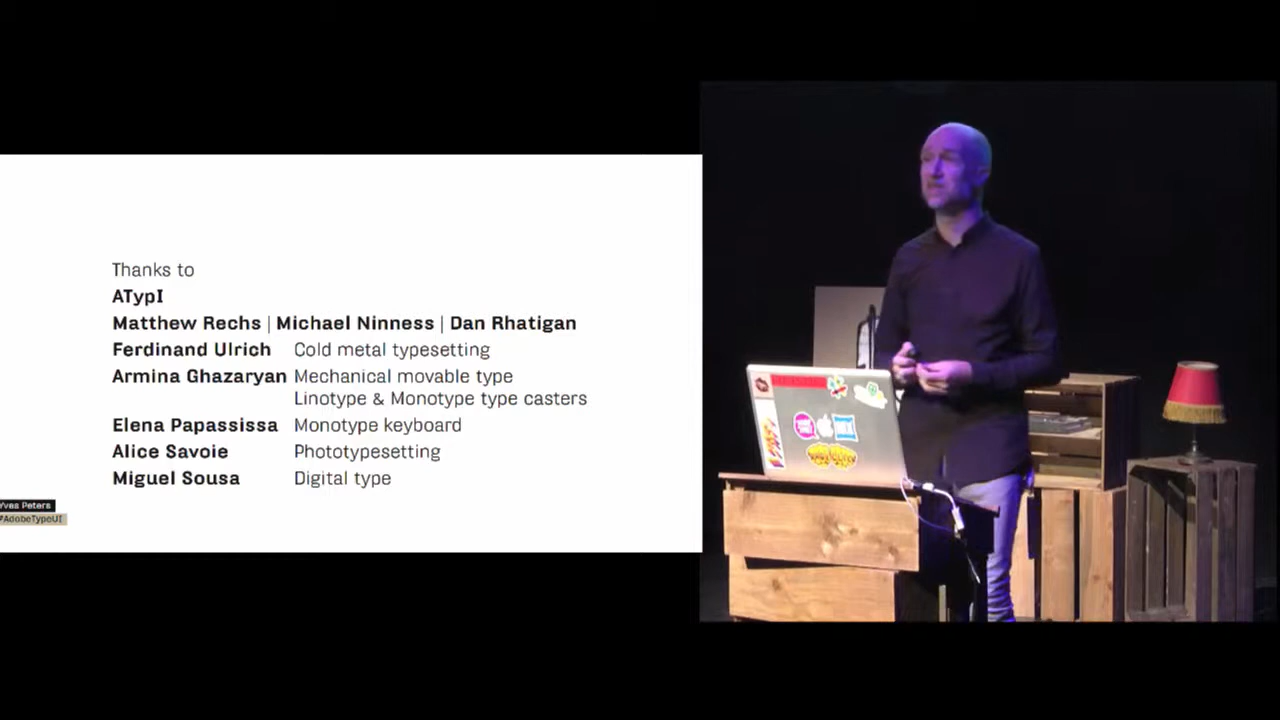 Thanks to
ATypI
Matthew Rechs | Michael Ninness | Dan Rhatigan
Ferdinand Ulrich Cold metal typesetting
Armina Ghazaryan Mechanical movable type
Linotype & Monotype type casters
Elena Papassissa Monotype keyboard
Alice Savoie Phototypesetting
Miguel Sousa Digital type
Yves Peters
#AdobeTypeUI